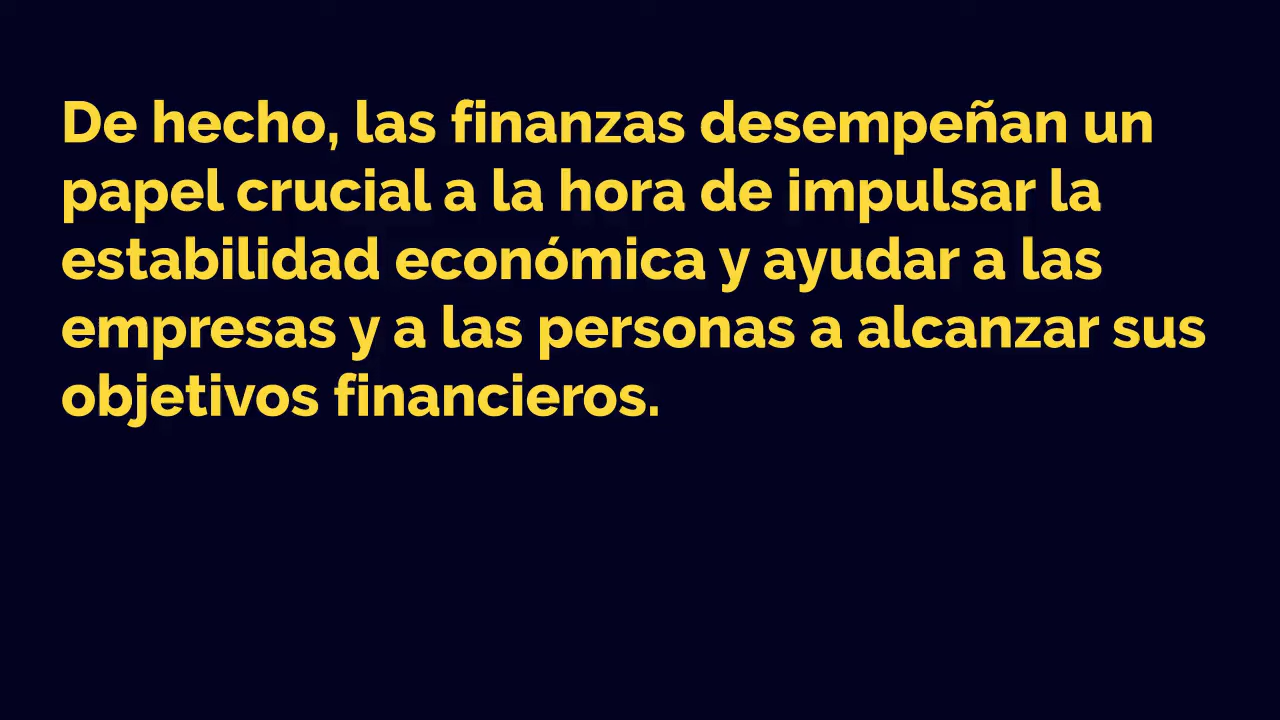 De hecho, las finanzas desempeñan un
papel crucial a la hora de impulsar la
estabilidad económica y ayudar a las
empresas y a las personas a alcanzar sus
objetivos financieros.